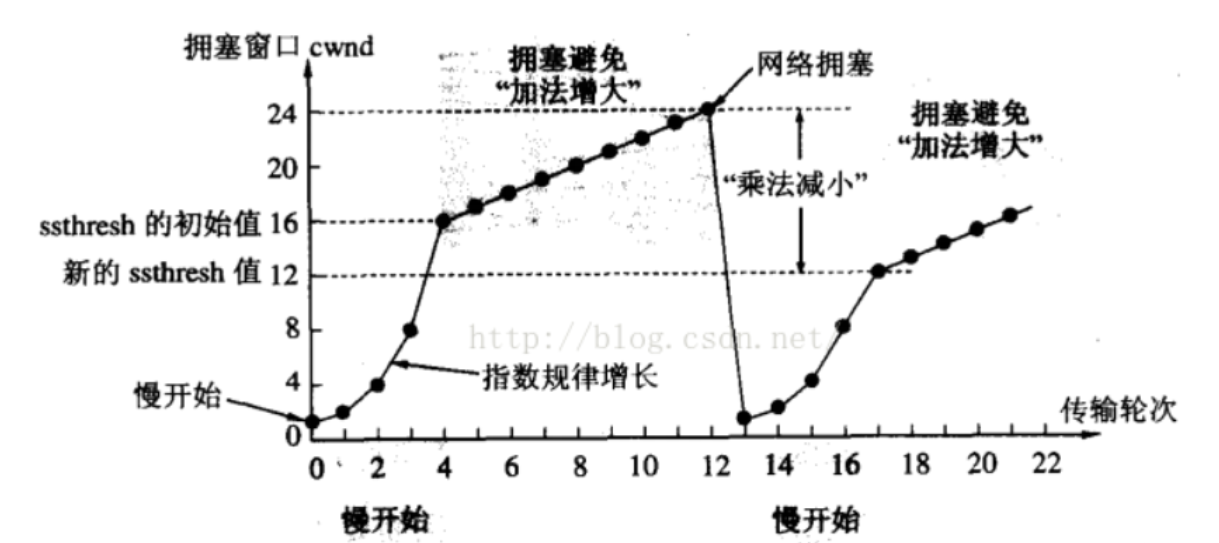 拥塞窗口 cwnd
拥塞避免
“加法增大”
网络拥塞
拥塞避免
“加法增大”
24
20
“乘法减小”
ssthresh 的初始值 16
新的 ssthresh 值 12
8
http://blog.csdn.net
指数规律增长
4
慢开始
传输轮次
0
0 2 4 6 8 10 12 14 16 18 20 22
慢开始
慢开始